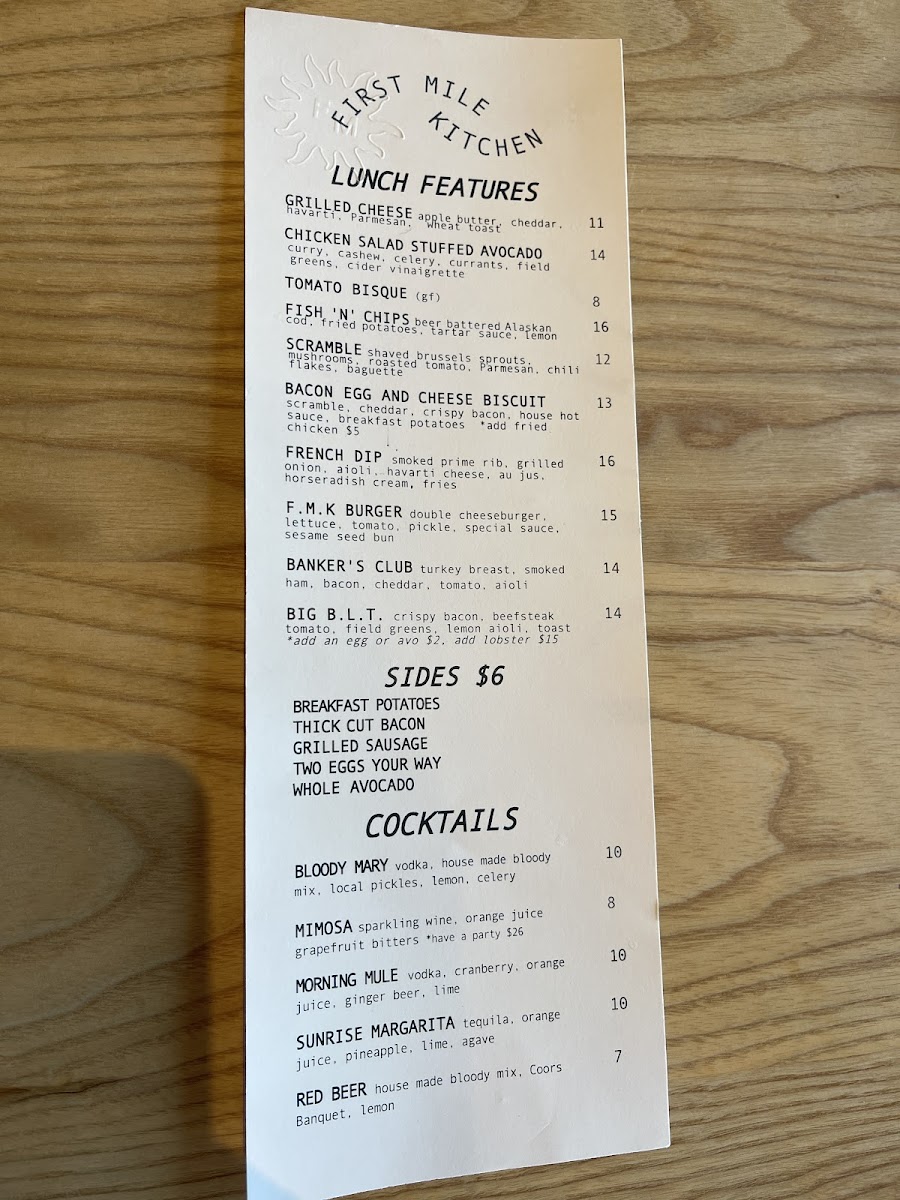 FIRST MILE
KITCHEN
LUNCH FEATURES
GRILLED CHEESE apple butter, cheddar, 11
havarti, Parmesan, wheat toast
CHICKEN SALAD STUFFED AVOCADO 14
curry, cashew, celery, currants, field
greens, cider vinaigrette
TOMATO BISQUE (gf) 8
FISH 'N' CHIPS beer battered Alaskan 16
cod, fried potatoes, tartar sauce, lemon
SCRAMBLE shaved brussels sprouts, 12
mushrooms, roasted tomato, Parmesan, chili
flakes, baguette
BACON EGG AND CHEESE BISCUIT 13
scramble, cheddar, crispy bacon, house hot
sauce, breakfast potatoes *add fried
chicken $5
FRENCH DIP smoked prime rib, grilled 16
onion, aioli, havarti cheese, au jus,
horseradish cream, fries
F.M.K BURGER double cheeseburger, 15
lettuce, tomato, pickle, special sauce,
sesame seed bun
BANKER'S CLUB turkey breast, smoked 14
ham, bacon, cheddar, tomato, aioli
BIG B.L.T. crispy bacon, beefsteak 14
tomato, field greens, lemon aioli, toast
*add an egg or avo $2, add lobster $15
SIDES $6
BREAKFAST POTATOES
THICK CUT BACON
GRILLED SAUSAGE
TWO EGGS YOUR WAY
WHOLE AVOCADO
COCKTAILS
BLOODY MARY vodka, house made bloody 10
mix, local pickles, lemon, celery
MIMOSA sparkling wine, orange juice 8
grapefruit bitters *have a party $26
MORNING MULE vodka, cranberry, orange 10
juice, ginger beer, lime
SUNRISE MARGARITA tequila, orange 10
juice, pineapple, lime, agave
RED BEER house made bloody mix, Coors 7
Banquet, lemon